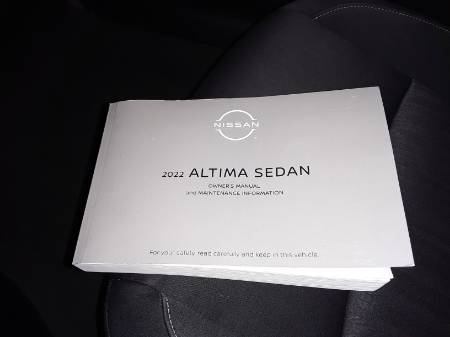 NISSAN
2022 ALTIMA SEDAN
OWNER'S MANUAL
and MAINTENANCE INFORMATION
For your safety read carefully and keep in this vehicle.